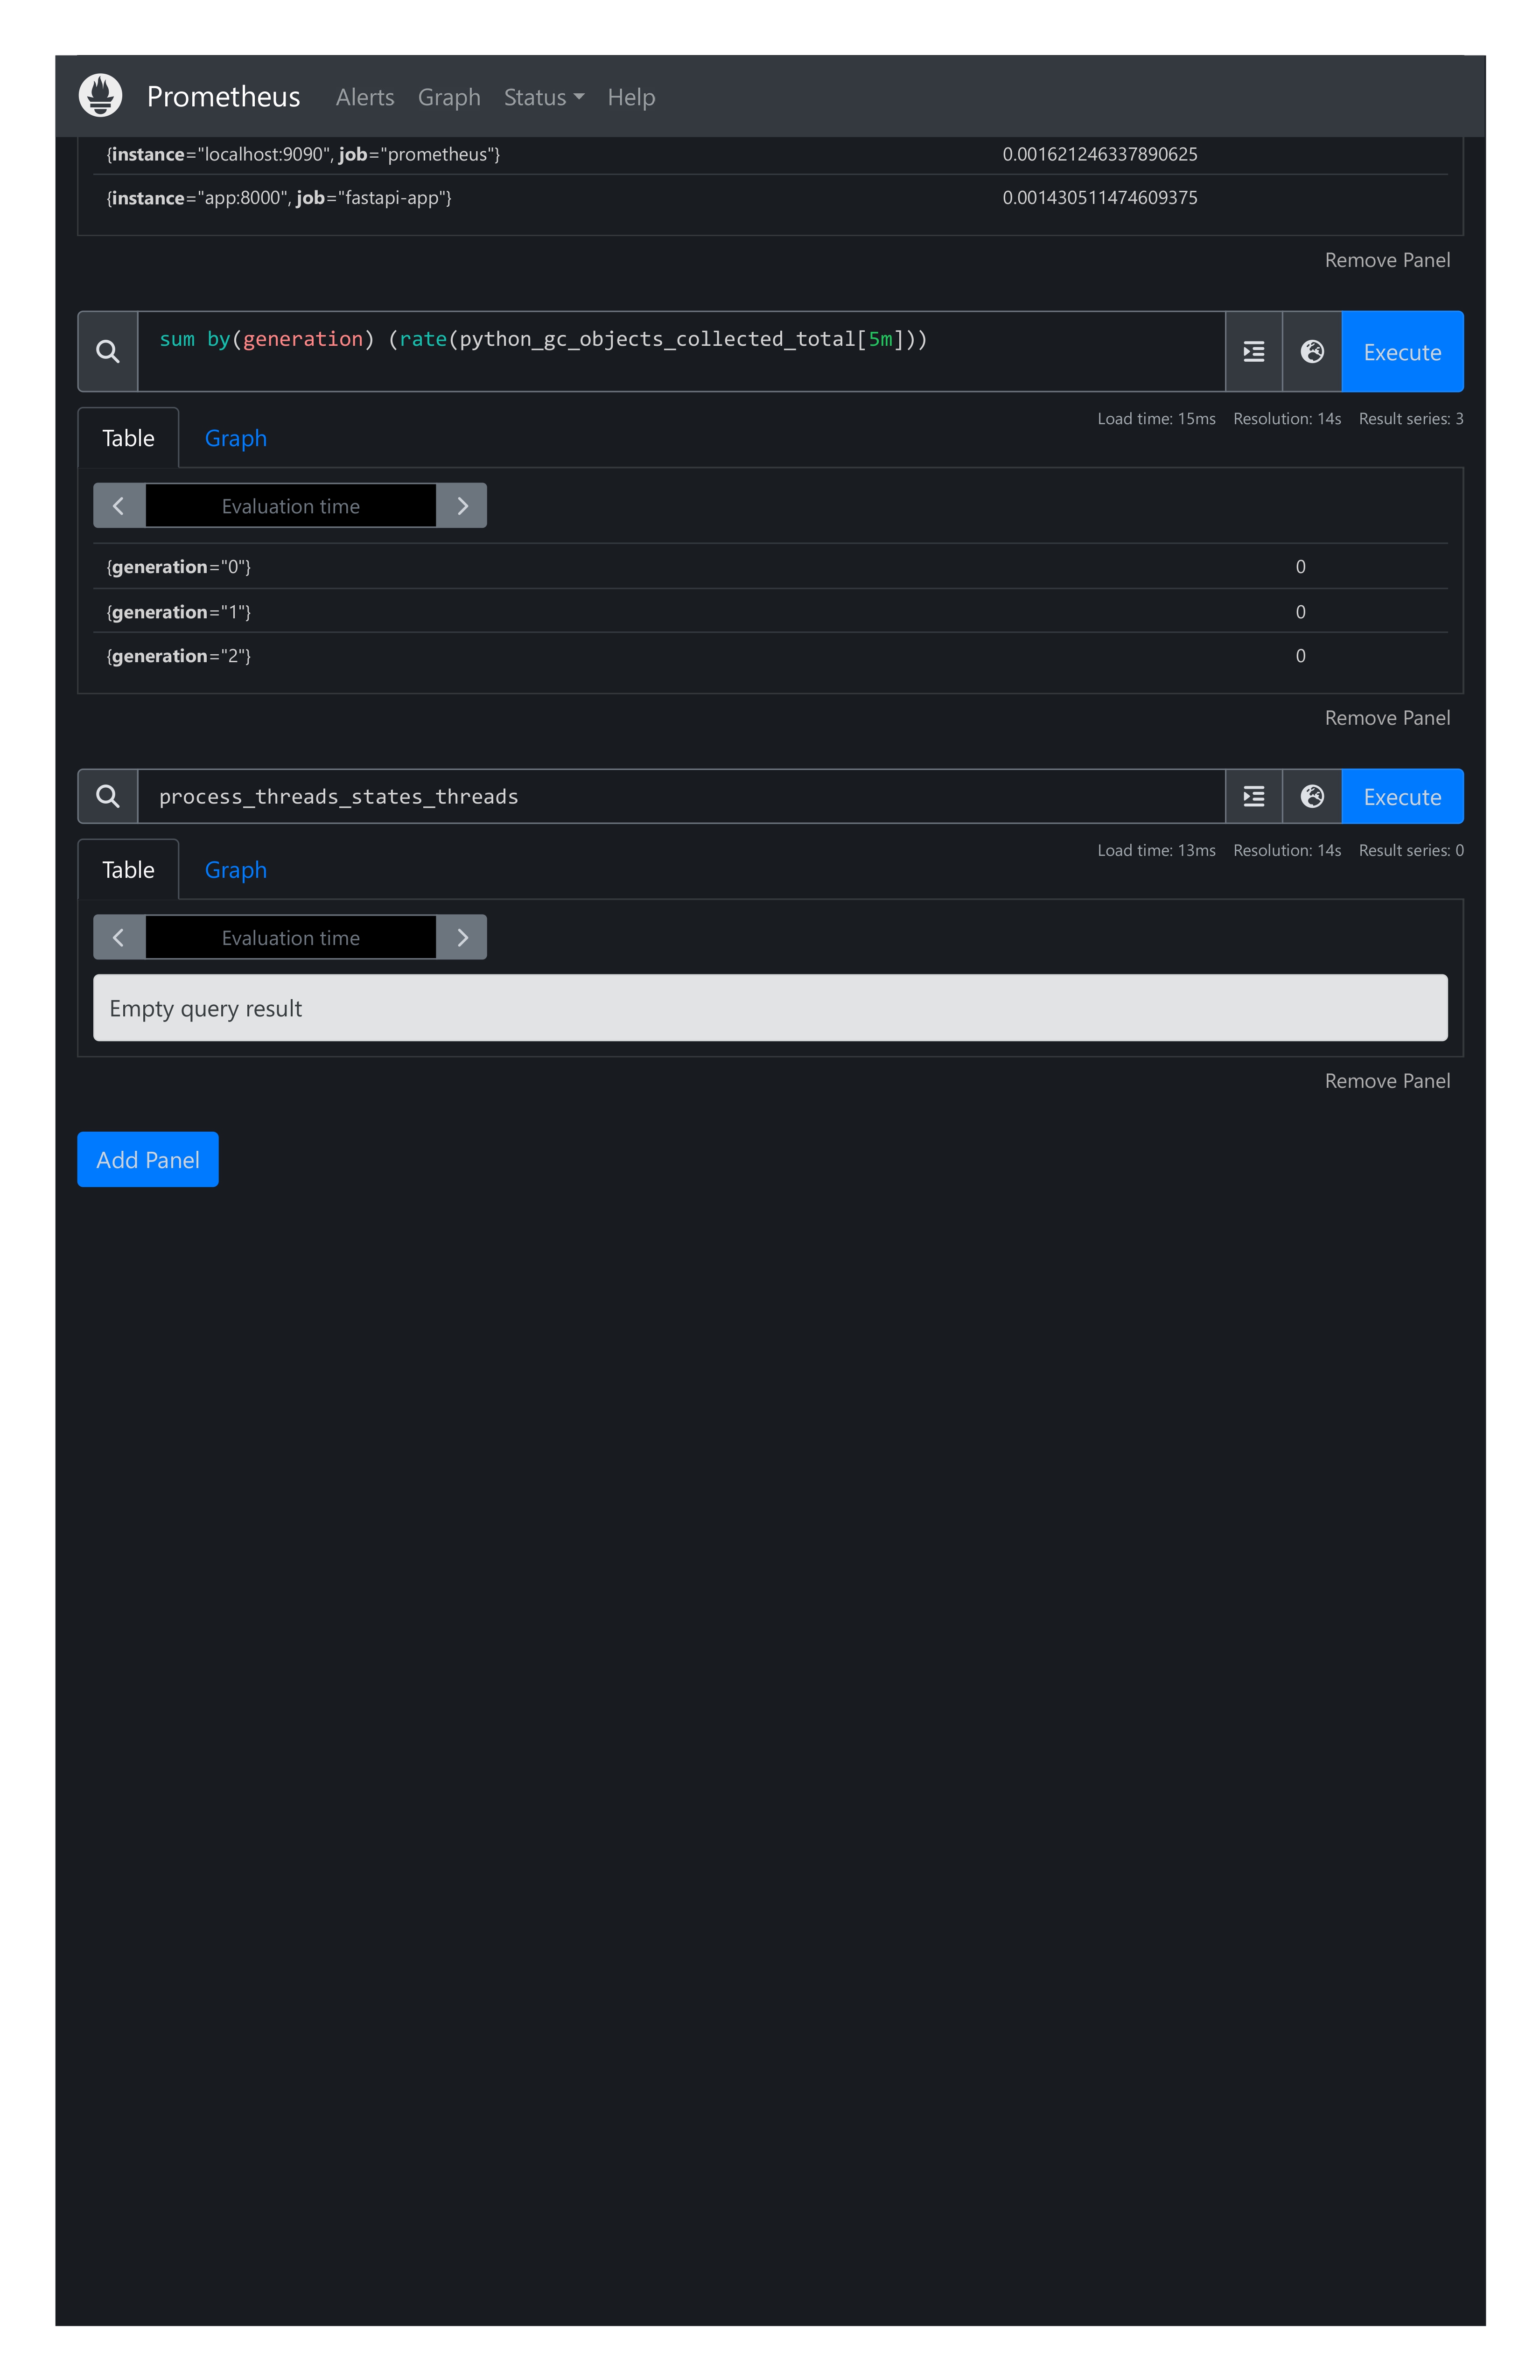 Prometheus Alerts Graph Status Help
{instance="localhost:9090", job="prometheus"} 0.001621246337890625
{instance="app:8000", job="fastapi-app"} 0.001430511474609375
Remove Panel
sum by(generation) (rate(python_gc_objects_collected_total[5m])) Execute
Load time: 15ms Resolution: 14s Result series: 3
Table Graph
Evaluation time
{generation="0"} 0
{generation="1"} 0
{generation="2"} 0
Remove Panel
process_threads_states_threads Execute
Load time: 13ms Resolution: 14s Result series: 0
Table Graph
Evaluation time
Empty query result
Remove Panel
Add Panel